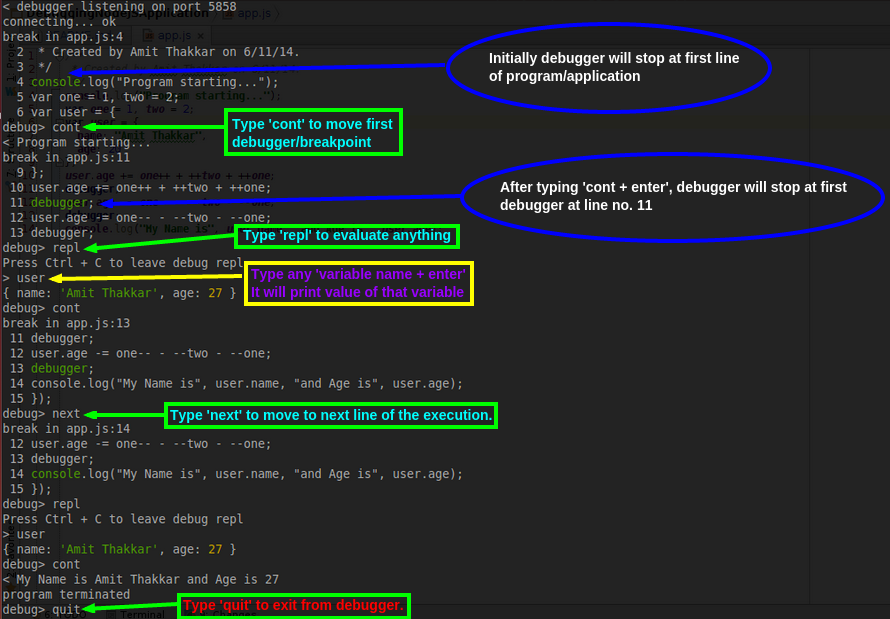 DebuggingNodeJSApplication app.js
< debugger listening on port 5858
connecting... ok
break in app.js:4
app.js
2 * Created by Amit Thakkar on 6/11/14.
3 */
4 console.log("Program starting...");
5 var one = 1, two = 2;
6 var user = {
debug> cont
< Program starting...
break in app.js:11
9 };
10 user.age += one++ + ++two + ++one;
11 debugger;
12 user.age -= one-- - --two - --one;
13 debugger;
debug> repl
Press Ctrl + C to leave debug repl
> user
{ name: 'Amit Thakkar', age: 27 }
debug> cont
break in app.js:13
11 debugger;
12 user.age -= one-- - --two - --one;
13 debugger;
14 console.log("My Name is", user.name, "and Age is", user.age);
15 });
debug> next
break in app.js:14
12 user.age -= one-- - --two - --one;
13 debugger;
14 console.log("My Name is", user.name, "and Age is", user.age);
15 });
debug> repl
Press Ctrl + C to leave debug repl
> user
{ name: 'Amit Thakkar', age: 27 }
debug> cont
< My Name is Amit Thakkar and Age is 27
program terminated
debug> quit
Terminal
Initially debugger will stop at first line
of program/application
Type 'cont' to move first
debugger/breakpoint
After typing 'cont + enter', debugger will stop at first
debugger at line no. 11
Type 'repl' to evaluate anything
Type any 'variable name + enter'
It will print value of that variable
Type 'next' to move to next line of the execution.
Type 'quit' to exit from debugger.